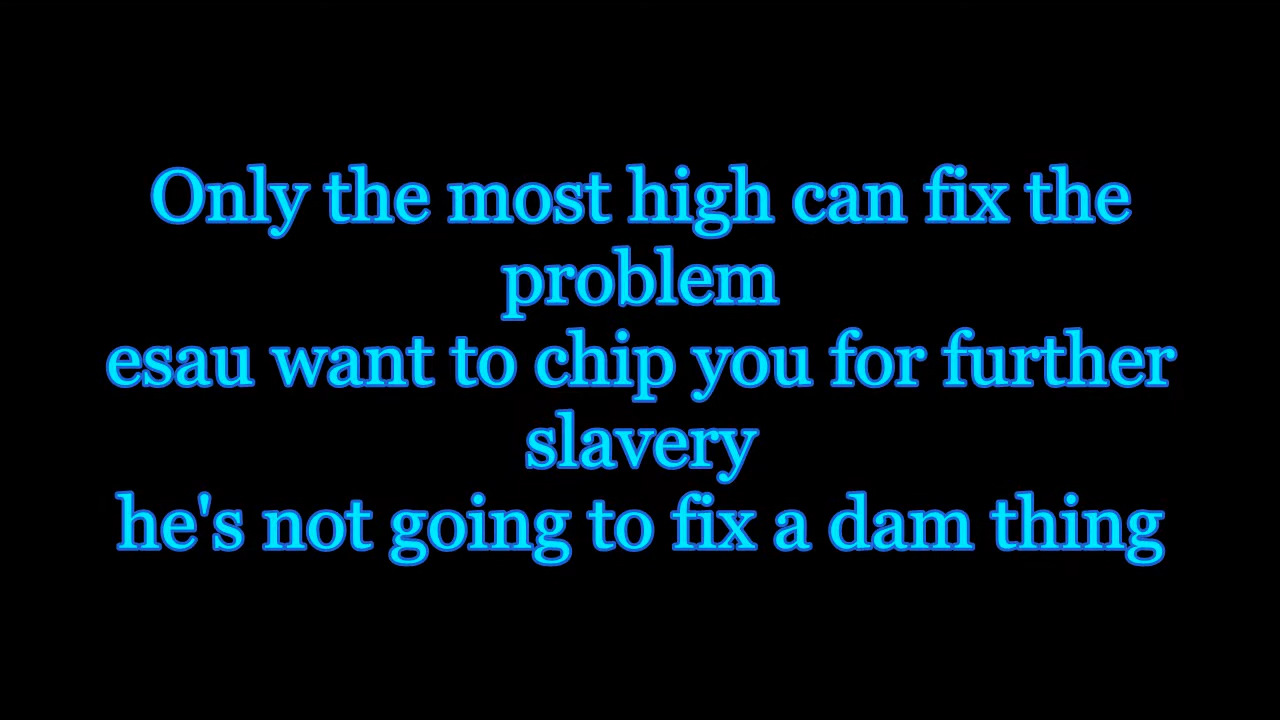 Only the most high can fix the
problem
esau want to chip you for further
slavery
he's not going to fix a dam thing